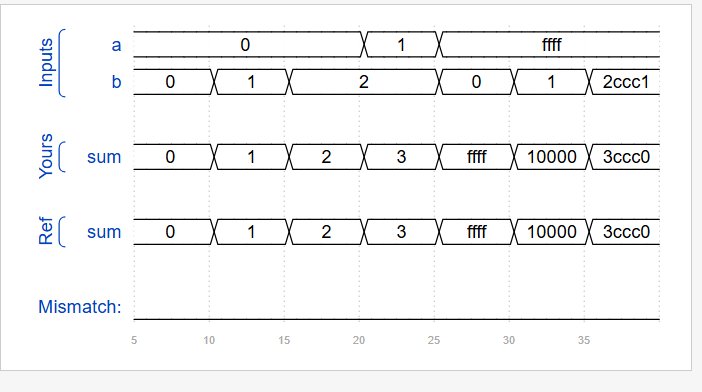 Inputs
a 0 1 ffff
b 0 1 2 0 1 2ccc1
Yours
sum 0 1 2 3 ffff 10000 3ccc0
Ref
sum 0 1 2 3 ffff 10000 3ccc0
Mismatch:
5 10 15 20 25 30 35